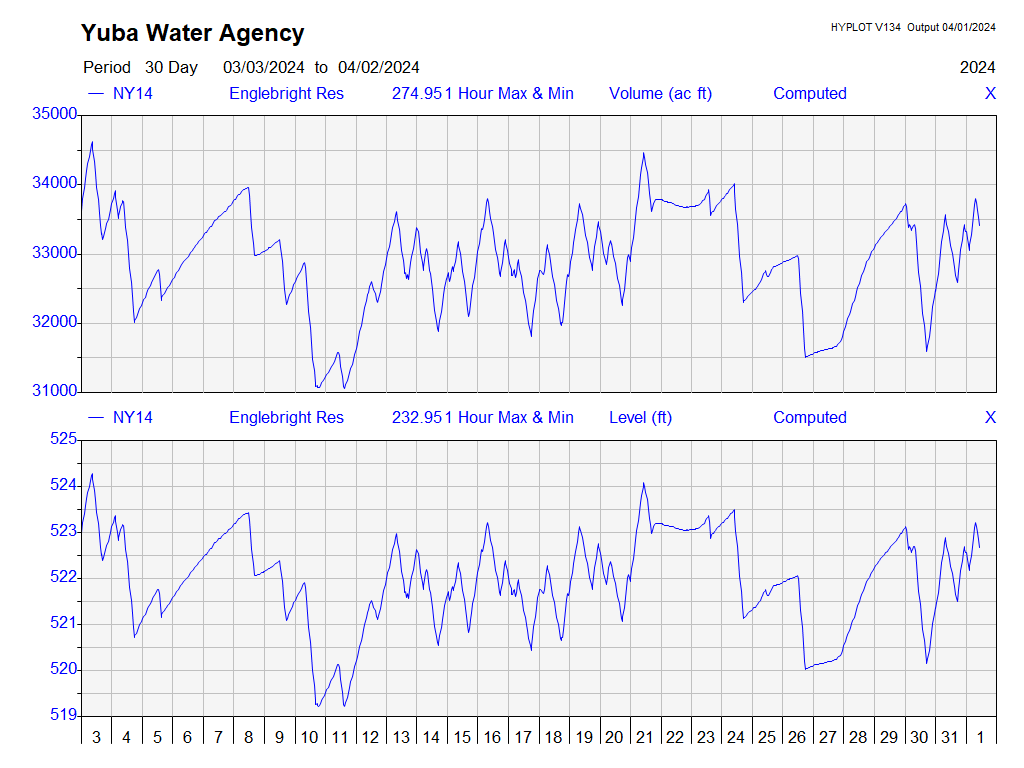 Yuba Water Agency
HYPLOT V134 Output 04/01/2024
Period 30 Day 03/03/2024 to 04/02/2024 2024
NY14 Englebright Res 274.951 Hour Max & Min Volume (ac ft) Computed X
35000
34000
33000
32000
31000
NY14 Englebright Res 232.951 Hour Max & Min Level (ft) Computed X
525
524
523
522
521
520
519
3 4 5 6 7 8 9 10 11 12 13 14 15 16 17 18 19 20 21 22 23 24 25 26 27 28 29 30 31 1